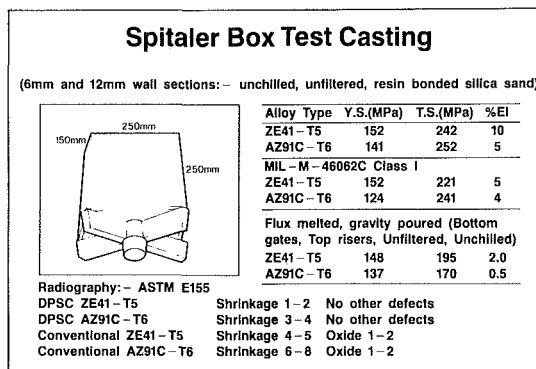 Spitaler Box Test Casting
(6mm and 12mm wall sections:- unchilled, unfiltered, resin bonded silica sand)
250mm
150mm
250mm
Alloy Type Y.S.(MPa) T.S.(MPa) %El
ZE41-T5 152 242 10
AZ91C-T6 141 252 5
MIL-M-46062C Class I
ZE41-T5 152 221 5
AZ91C-T6 124 241 4
Flux melted, gravity poured (Bottom
gates, Top risers, Unfiltered, Unchilled)
ZE41-T5 148 195 2.0
AZ91C-T6 137 170 0.5
Radiography:- ASTM E155
DPSC ZE41-T5 Shrinkage 1-2 No other defects
DPSC AZ91C-T6 Shrinkage 3-4 No other defects
Conventional ZE41-T5 Shrinkage 4-5 Oxide 1-2
Conventional AZ91C-T6 Shrinkage 6-8 Oxide 1-2